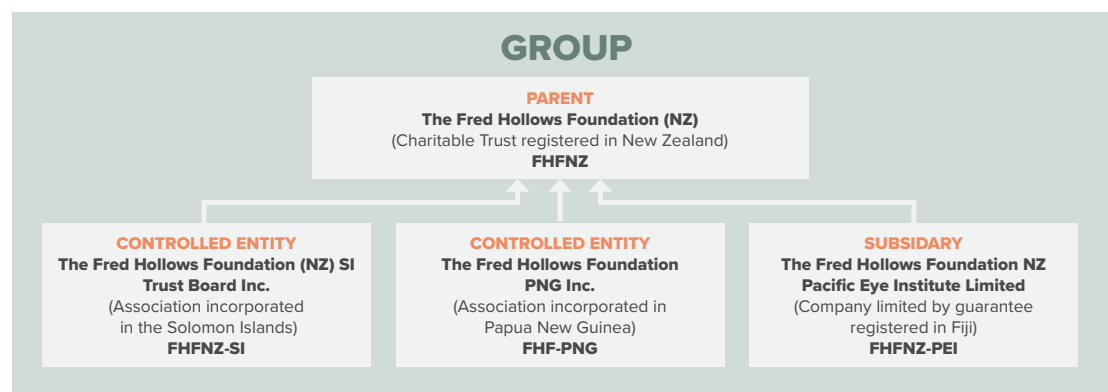 GROUP
PARENT
The Fred Hollows Foundation (NZ)
(Charitable Trust registered in New Zealand)
FHFNZ
CONTROLLED ENTITY
The Fred Hollows Foundation (NZ) SI
Trust Board Inc.
(Association incorporated
in the Solomon Islands)
FHFNZ-SI
CONTROLLED ENTITY
The Fred Hollows Foundation
PNG Inc.
(Association incorporated in
Papua New Guinea)
FHF-PNG
SUBSIDARY
The Fred Hollows Foundation NZ
Pacific Eye Institute Limited
(Company limited by guarantee
registered in Fiji)
FHFNZ-PEI